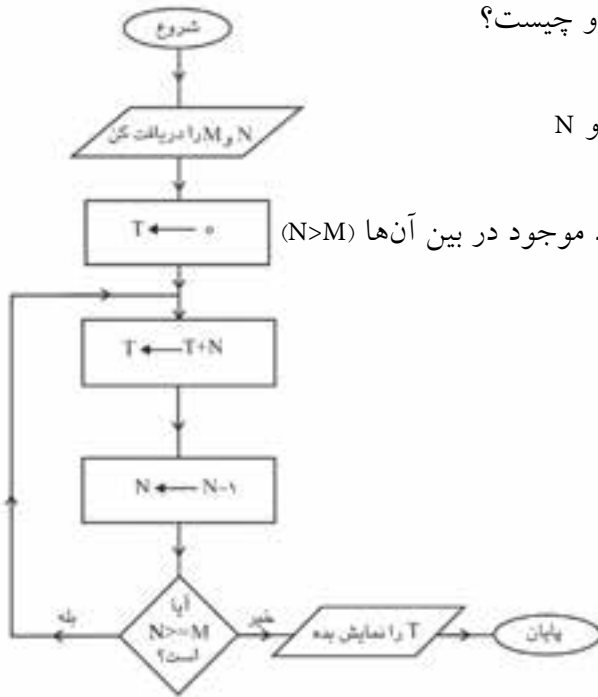 و چیست؟
شروع
N و M را دریافت کن
و N
T ← ۰
موجود در بین آن‌ها (N>M)
T ← T+N
N ← N-۱
آیا
N>=M
است؟
بله
خیر
T را نمایش بده
پایان